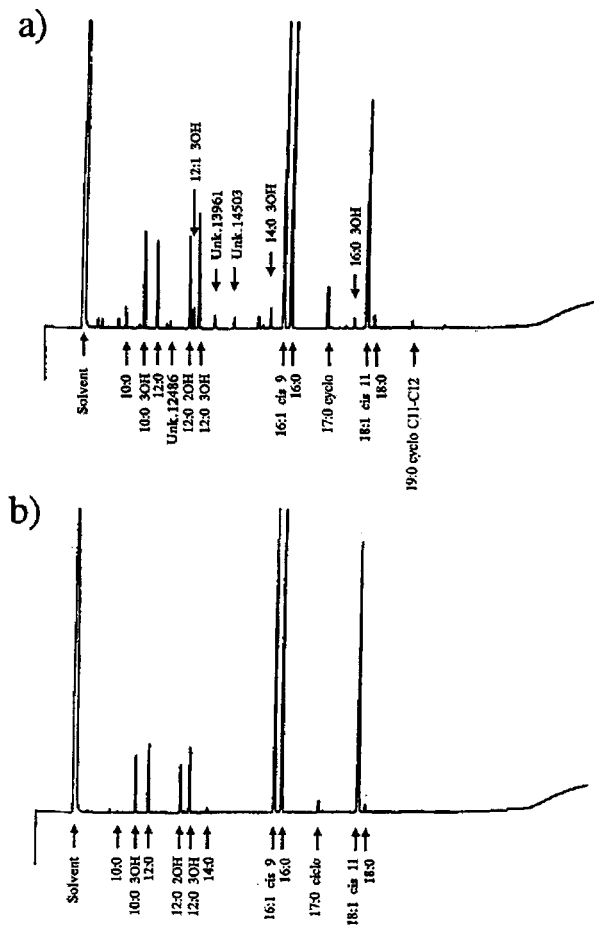 a)
12:1 3OH
Unk.13961
Unk.14503
14:0 3OH
16:0 3OH
Solvent
10:0
10:0 3OH
12:0
Unk.12486
12:0 2OH
12:0 3OH
16:1 cis 9
16:0
17:0 cyclo
18:1 cis 11
18:0
19:0 cyclo C11-C12
b)
Solvent
10:0
10:0 3OH
12:0
12:0 2OH
12:0 3OH
14:0
16:1 cis 9
16:0
17:0 ciclo
18:1 cis 11
18:0